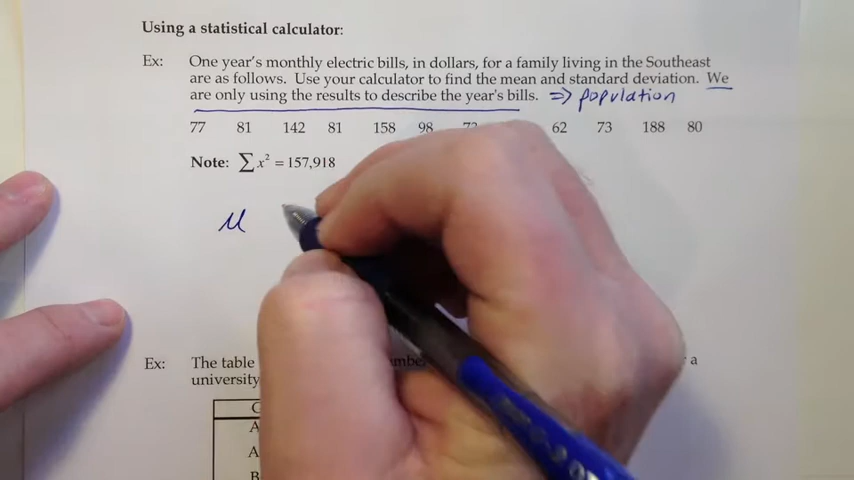 Using a statistical calculator:
Ex: One year's monthly electric bills, in dollars, for a family living in the Southeast
are as follows. Use your calculator to find the mean and standard deviation. We
are only using the results to describe the year's bills. ⇒ population
77 81 142 81 158 98 62 73 188 80
Note: ∑x² = 157,918
μ
Ex: The table a
university
A
A
B